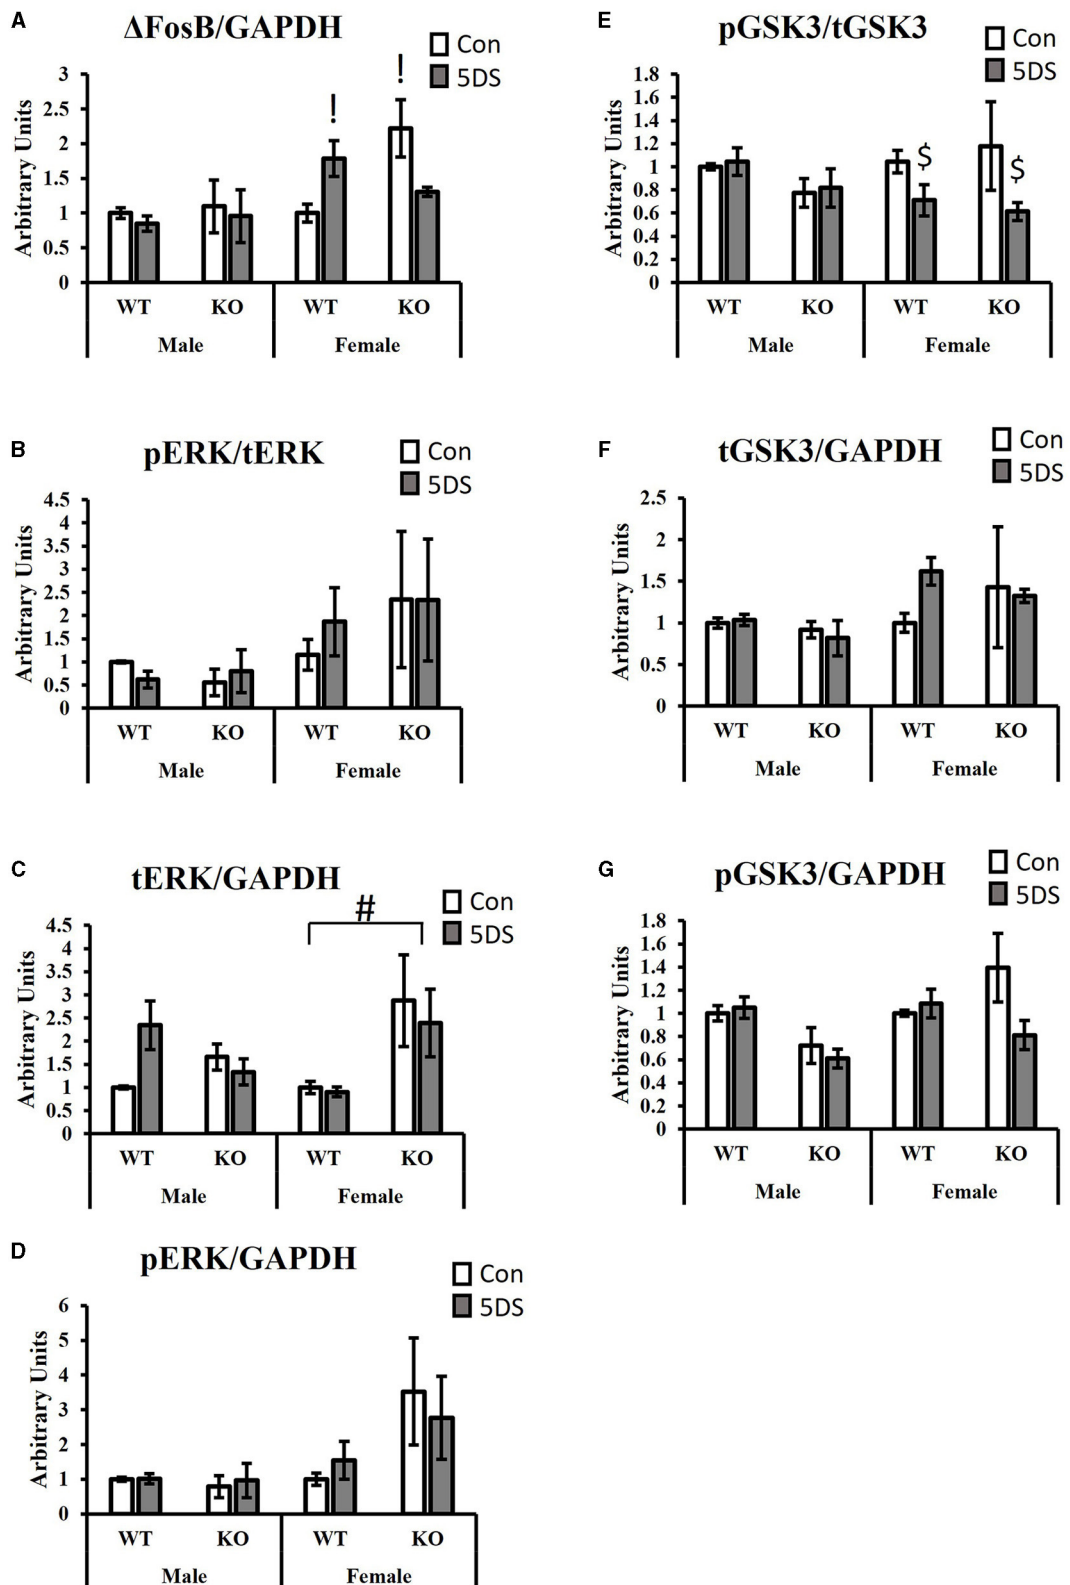 A
ΔFosB/GAPDH
Con
5DS
!
!
Arbitrary Units
3
2.5
2
1.5
1
0.5
0
WT
KO
WT
KO
Male
Female
B
pERK/tERK
Con
5DS
Arbitrary Units
4.5
4
3.5
3
2.5
2
1.5
1
0.5
0
WT
KO
WT
KO
Male
Female
C
tERK/GAPDH
Con
5DS
#
Arbitrary Units
4.5
4
3.5
3
2.5
2
1.5
1
0.5
0
WT
KO
WT
KO
Male
Female
D
pERK/GAPDH
Con
5DS
Arbitrary Units
6
5
4
3
2
1
0
WT
KO
WT
KO
Male
Female
E
pGSK3/tGSK3
Con
5DS
$
$
Arbitrary Units
1.8
1.6
1.4
1.2
1
0.8
0.6
0.4
0.2
0
WT
KO
WT
KO
Male
Female
F
tGSK3/GAPDH
Con
5DS
Arbitrary Units
2.5
2
1.5
1
0.5
0
WT
KO
WT
KO
Male
Female
G
pGSK3/GAPDH
Con
5DS
Arbitrary Units
1.8
1.6
1.4
1.2
1
0.8
0.6
0.4
0.2
0
WT
KO
WT
KO
Male
Female